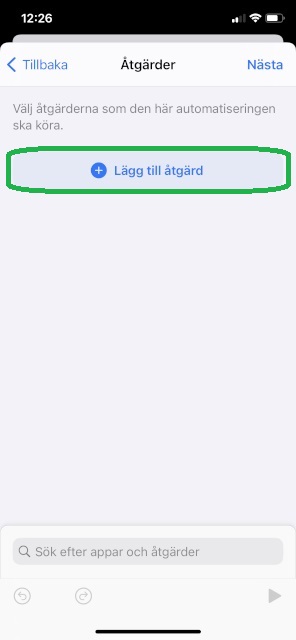 12:26
Tillbaka
Åtgärder
Nästa
Välj åtgärderna som den här automatiseringen
ska köra.
Lägg till åtgärd
Sök efter appar och åtgärder